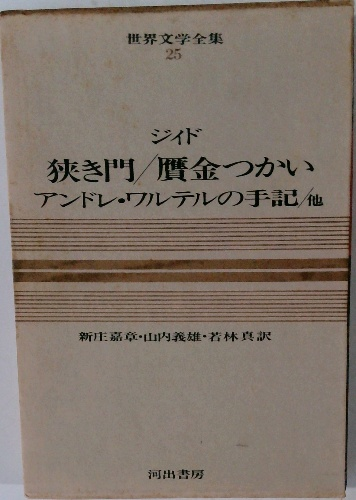 世界文学全集
25
ジイド
狭き門/贋金つかい
アンドレ・ワルテルの手記/他
新庄嘉章・山内義雄・若林真訳
河出書房